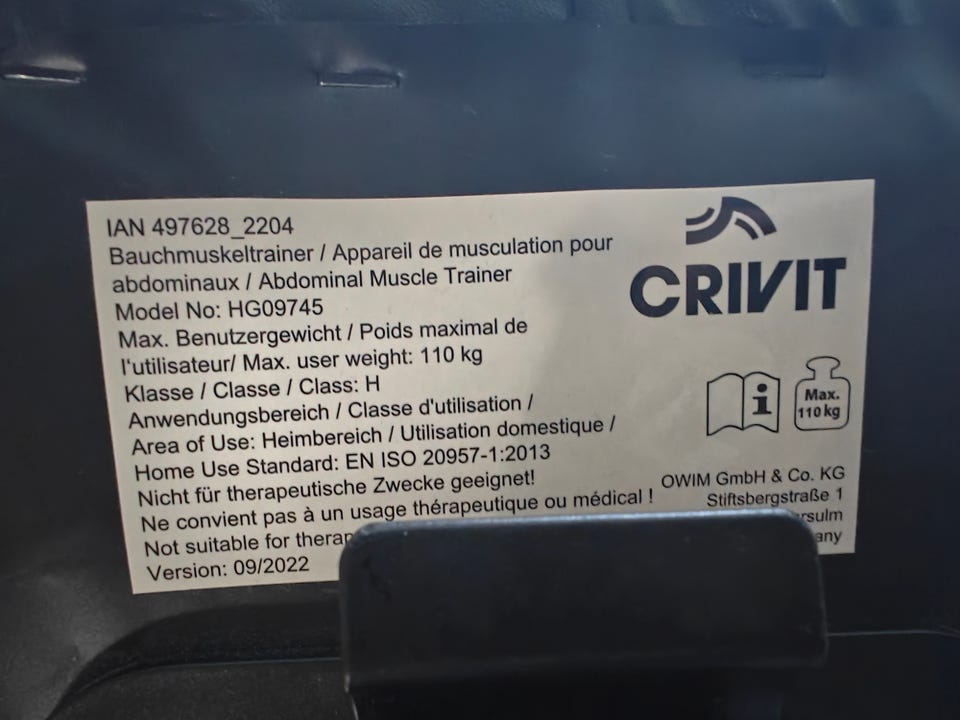 IAN 497628_2204
Bauchmuskeltrainer / Appareil de musculation pour
abdominaux / Abdominal Muscle Trainer
Model No: HG09745
Max. Benutzergewicht / Poids maximal de
l'utilisateur/ Max. user weight: 110 kg
Klasse / Classe / Class: H
Anwendungsbereich / Classe d'utilisation /
Area of Use: Heimbereich / Utilisation domestique /
Home Use Standard: EN ISO 20957-1:2013
Nicht für therapeutische Zwecke geeignet!
Ne convient pas à un usage thérapeutique ou médical !
Not suitable for
Version: 09/2022
CRIVIT
i
Max.
110 kg
OWIM GmbH & Co. KG
Stiftsbergstraße 1